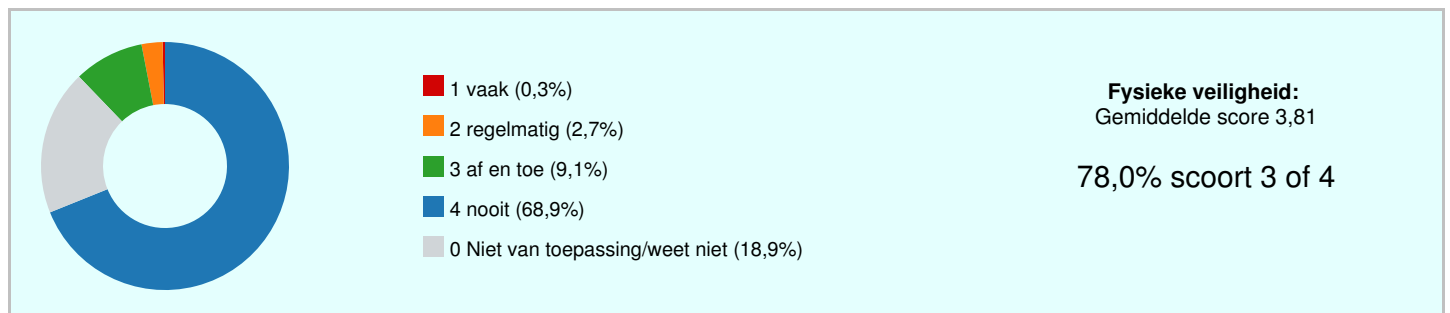 1 vaak (0,3%)
2 regelmatig (2,7%)
3 af en toe (9,1%)
4 nooit (68,9%)
0 Niet van toepassing/weet niet (18,9%)
Fysieke veiligheid:
Gemiddelde score 3,81
78,0% scoort 3 of 4